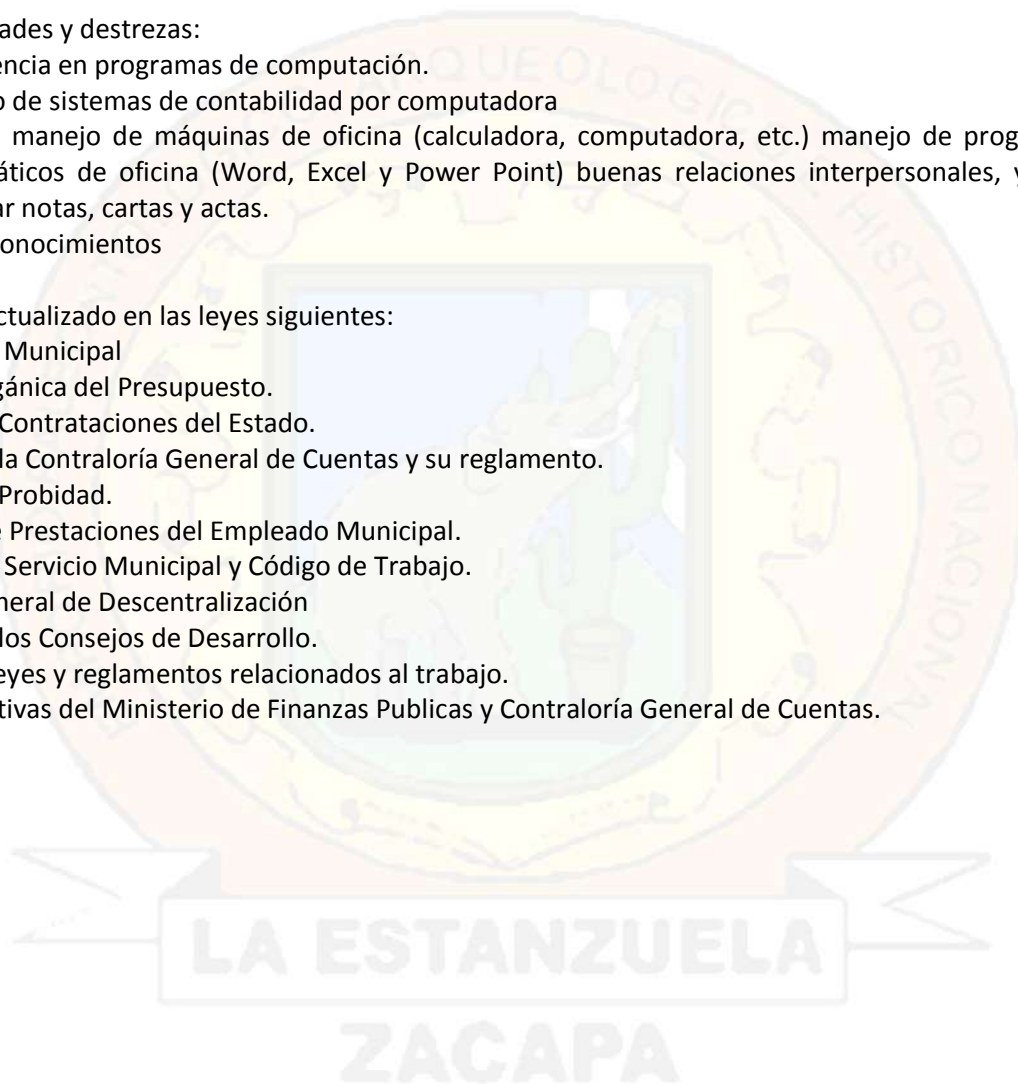 ades y destrezas:
encia en programas de computación.
o de sistemas de contabilidad por computadora
manejo de máquinas de oficina (calculadora, computadora, etc.) manejo de prog
áticos de oficina (Word, Excel y Power Point) buenas relaciones interpersonales, y
ar notas, cartas y actas.
onocimientos
ctualizado en las leyes siguientes:
Municipal
gánica del Presupuesto.
Contrataciones del Estado.
la Contraloría General de Cuentas y su reglamento.
Probidad.
e Prestaciones del Empleado Municipal.
Servicio Municipal y Código de Trabajo.
neral de Descentralización
los Consejos de Desarrollo.
eyes y reglamentos relacionados al trabajo.
tivas del Ministerio de Finanzas Publicas y Contraloría General de Cuentas.
ARQUEOLOGICO HISTORICO NACIONAL
LA ESTANZUELA
ZACAPA